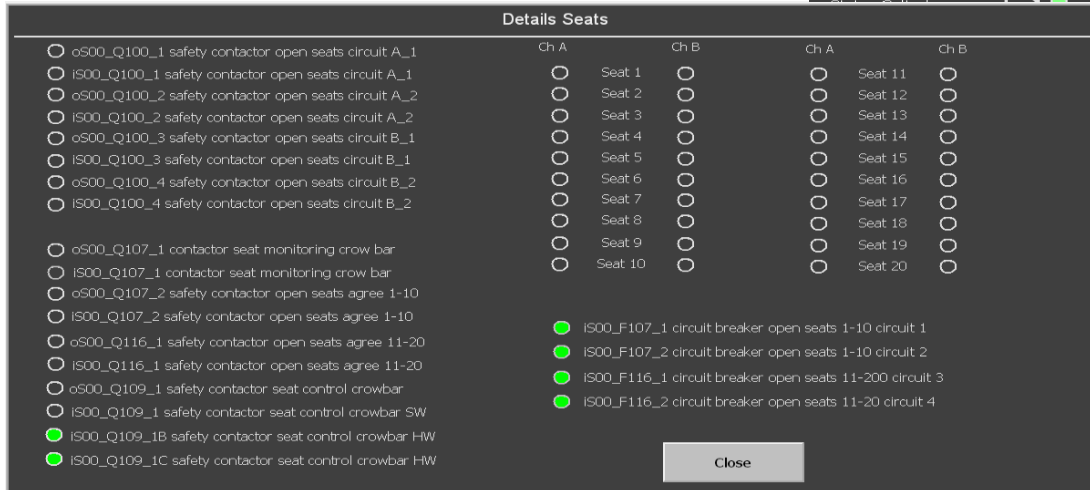 Details Seats
oS00_Q100_1 safety contactor open seats circuit A_1
iS00_Q100_1 safety contactor open seats circuit A_1
oS00_Q100_2 safety contactor open seats circuit A_2
iS00_Q100_2 safety contactor open seats circuit A_2
oS00_Q100_3 safety contactor open seats circuit B_1
iS00_Q100_3 safety contactor open seats circuit B_1
oS00_Q100_4 safety contactor open seats circuit B_2
iS00_Q100_4 safety contactor open seats circuit B_2
oS00_Q107_1 contactor seat monitoring crow bar
iS00_Q107_1 contactor seat monitoring crow bar
oS00_Q107_2 safety contactor open seats agree 1-10
iS00_Q107_2 safety contactor open seats agree 1-10
oS00_Q116_1 safety contactor open seats agree 11-20
iS00_Q116_1 safety contactor open seats agree 11-20
oS00_Q109_1 safety contactor seat control crowbar
iS00_Q109_1 safety contactor seat control crowbar SW
iS00_Q109_1B safety contactor seat control crowbar HW
iS00_Q109_1C safety contactor seat control crowbar HW
Ch A Ch B
Seat 1
Seat 2
Seat 3
Seat 4
Seat 5
Seat 6
Seat 7
Seat 8
Seat 9
Seat 10
Ch A Ch B
Seat 11
Seat 12
Seat 13
Seat 14
Seat 15
Seat 16
Seat 17
Seat 18
Seat 19
Seat 20
iS00_F107_1 circuit breaker open seats 1-10 circuit 1
iS00_F107_2 circuit breaker open seats 1-10 circuit 2
iS00_F116_1 circuit breaker open seats 11-200 circuit 3
iS00_F116_2 circuit breaker open seats 11-20 circuit 4
Close